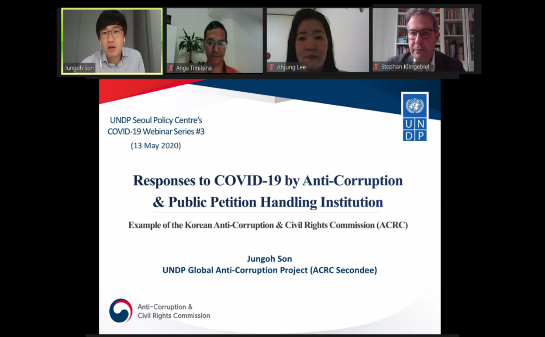 Jungoh Son
Anga Timilsina
Ahjung Lee
Stephan Klingebiel
UNDP Seoul Policy Centre's
COVID-19 Webinar Series #3
(13 May 2020)
U N
D P
Responses to COVID-19 by Anti-Corruption
& Public Petition Handling Institution
Example of the Korean Anti-Corruption & Civil Rights Commission (ACRC)
Jungoh Son
UNDP Global Anti-Corruption Project (ACRC Secondee)
Anti-Corruption &
Civil Rights Commission